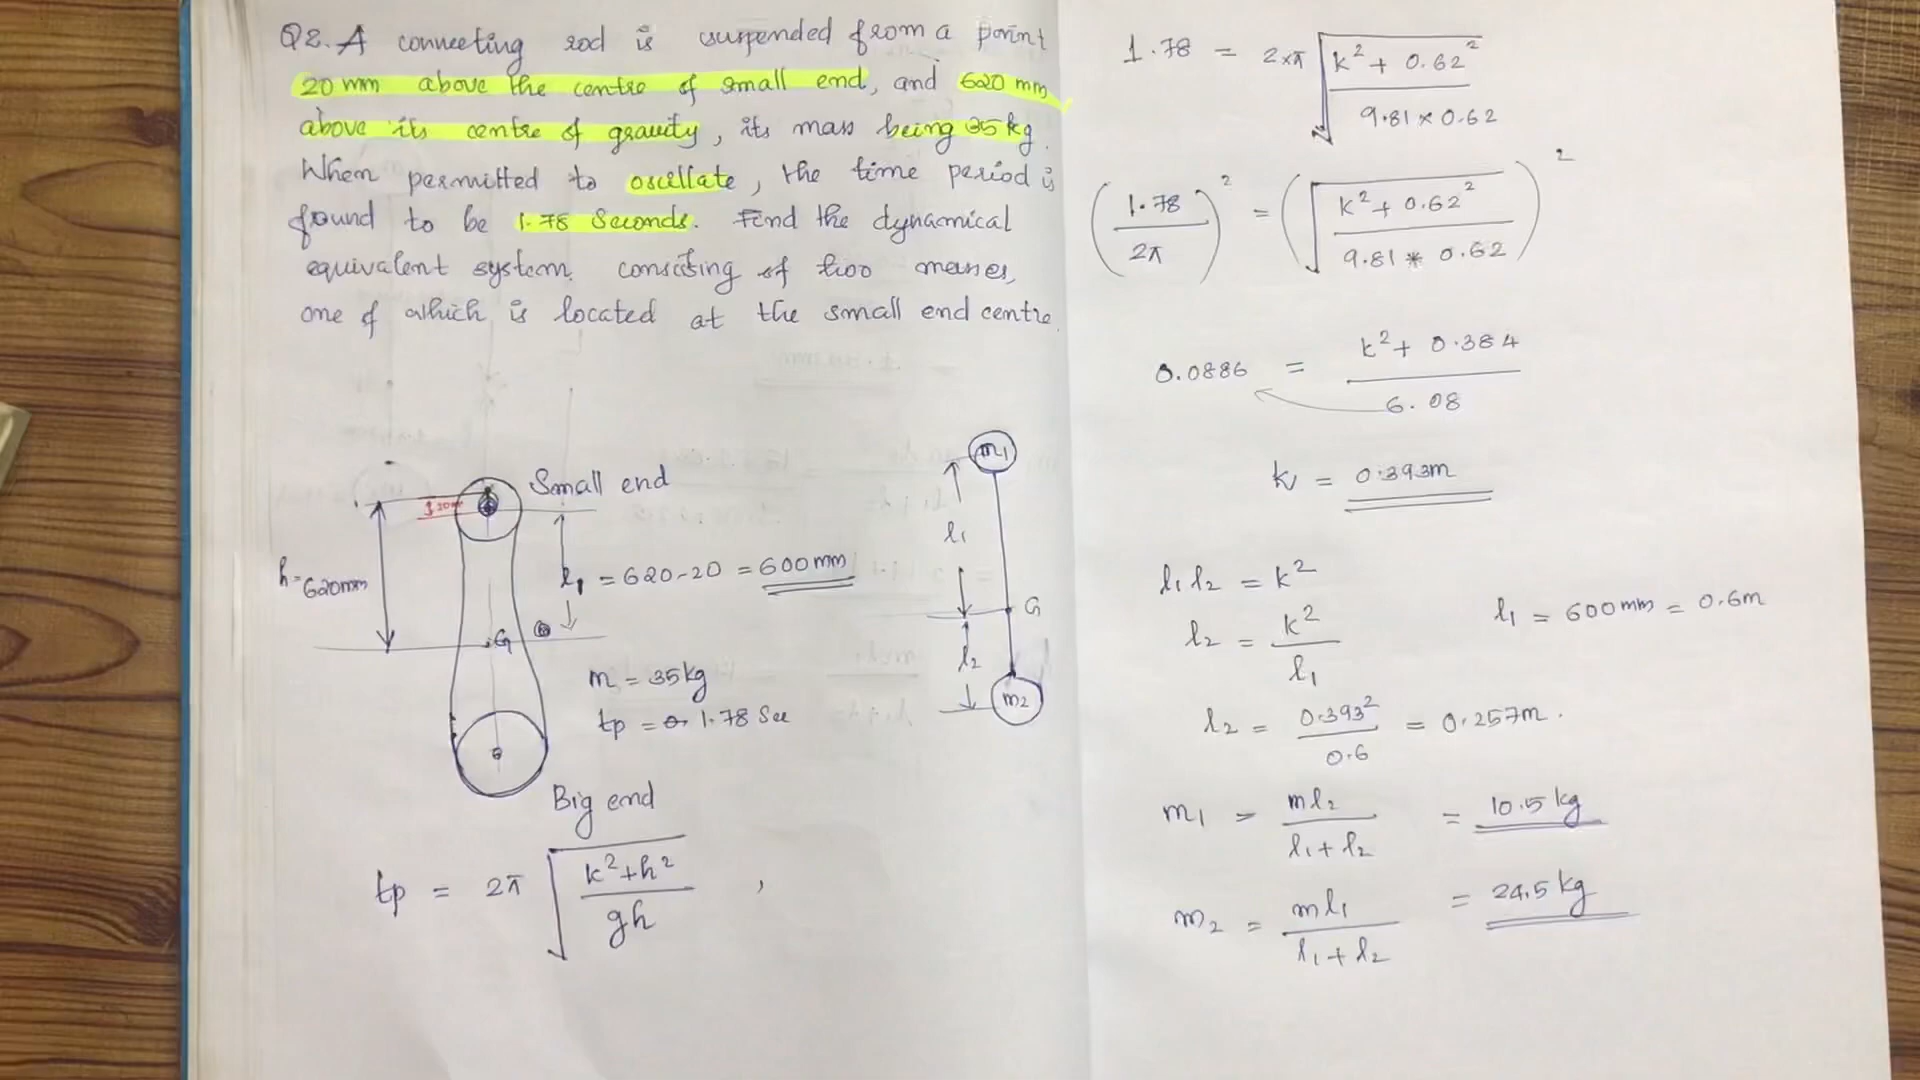 Q2. A connecting rod is suspended from a point
20 mm above the centre of small end, and 620 mm
above its centre of gravity, its mass being 35 kg.
When permitted to oscillate, the time period is
found to be 1.78 Seconds. Find the dynamical
equivalent system consisting of two masses,
one of which is located at the small end centre.
Small end
h = 620mm
l₁ = 620-20 = 600mm
G
m = 35kg
tp = 1.78 Sec
Big end
tp = 2π √((k²+h²)/(gh)) ,
m₁
l₁
G
l₂
m₂
1.78 = 2×π √((k² + 0.62²)/(9.81 × 0.62))
(1.78/2π)² = (√((k² + 0.62²)/(9.81 * 0.62)))²
0.0886 = (k² + 0.384)/6.08
k = 0.393m
l₁ l₂ = k²
l₂ = k²/l₁
l₁ = 600mm = 0.6m
l₂ = 0.393²/0.6 = 0.257m.
m₁ = ml₂/(l₁ + l₂) = 10.5 kg
m₂ = ml₁/(l₁ + l₂) = 24.5 kg